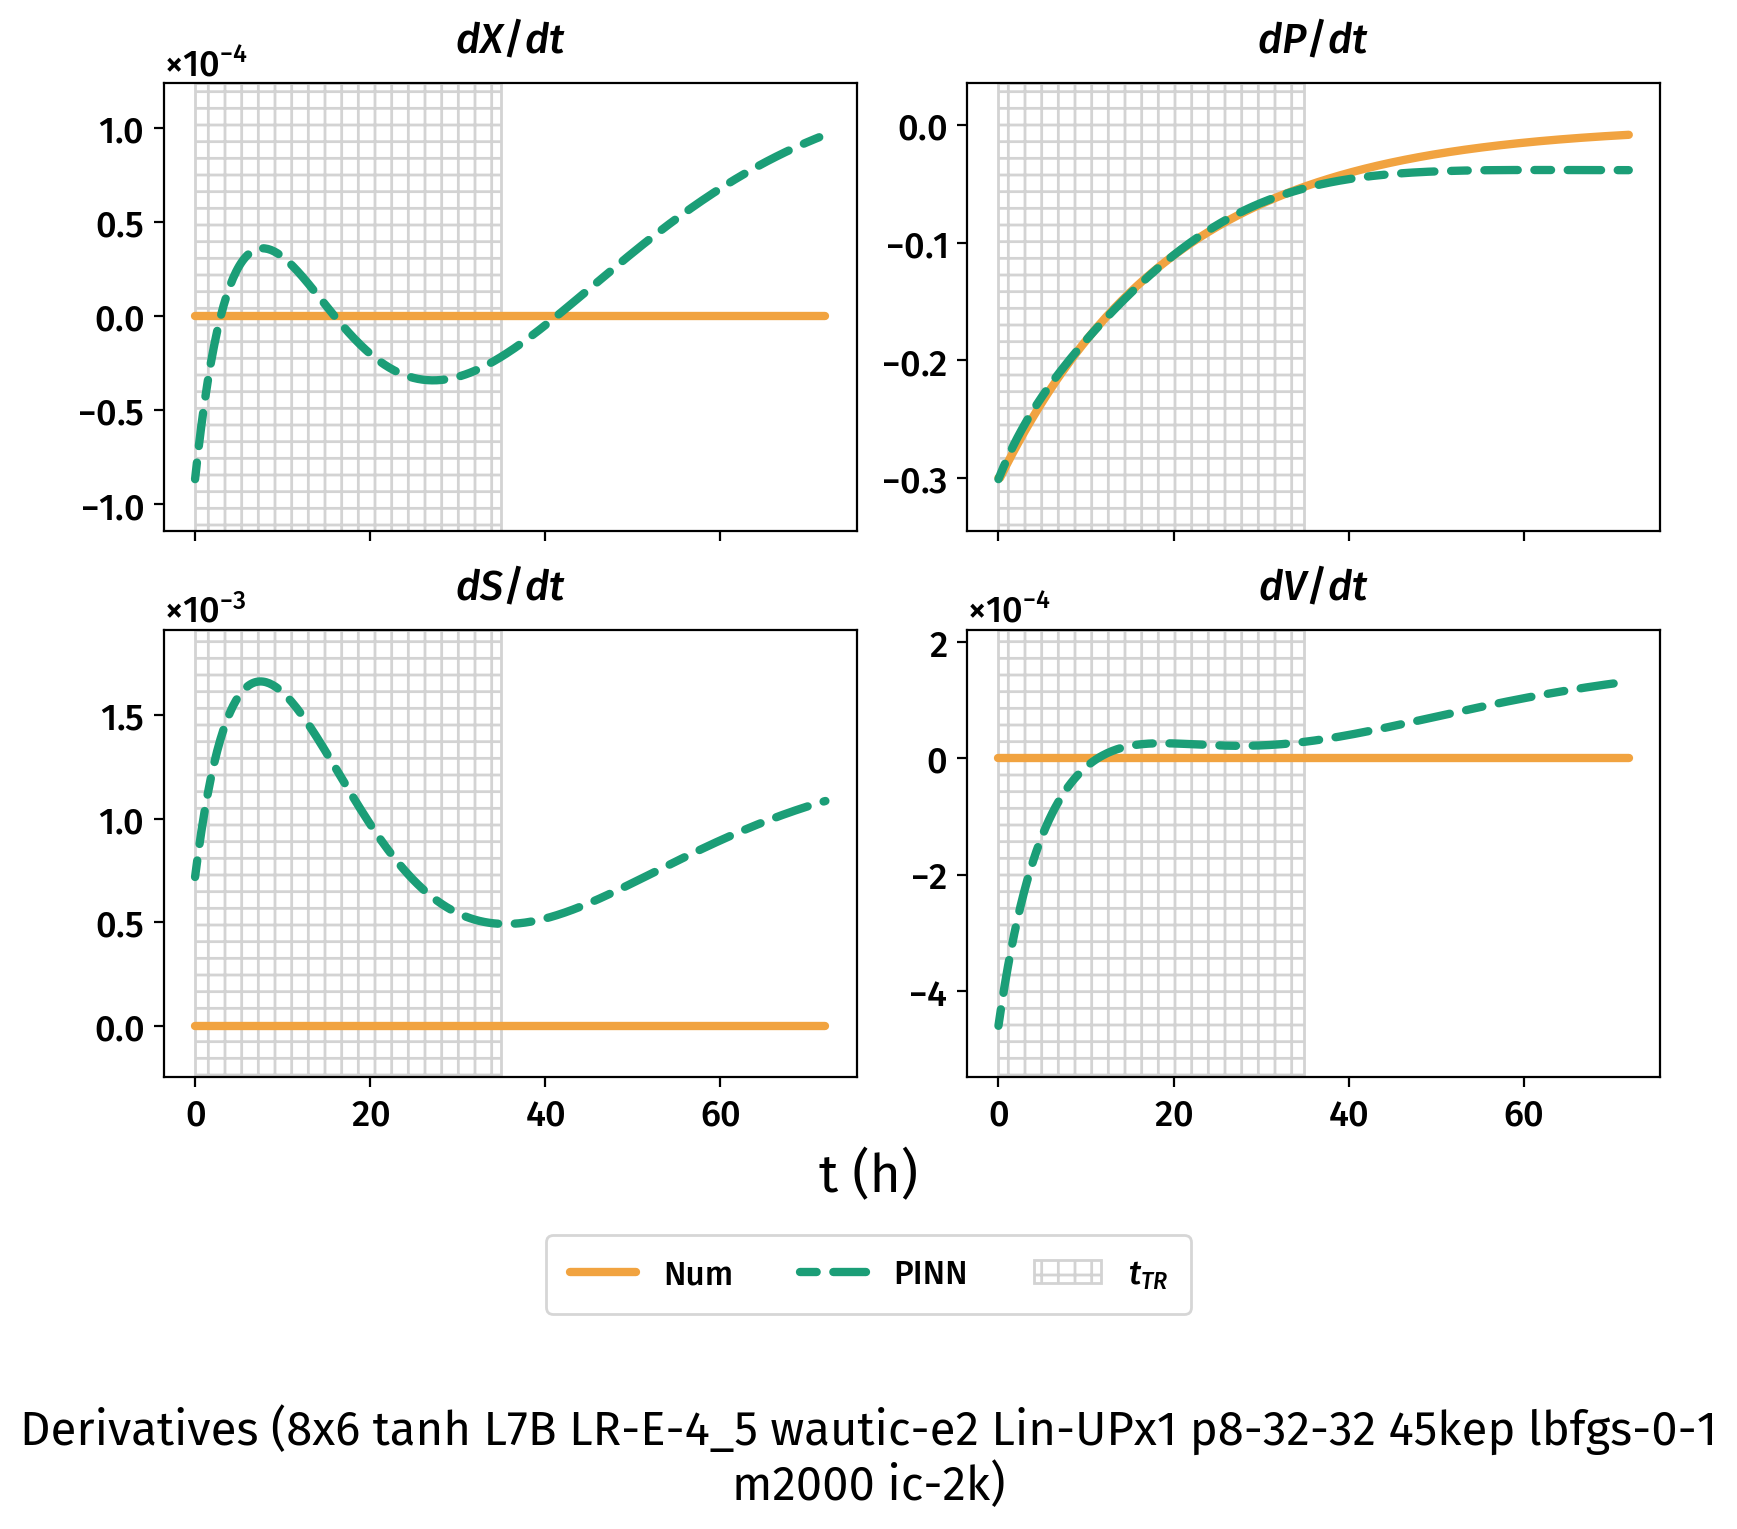 dX/dt
×10⁻⁴
1.0
0.5
0.0
−0.5
−1.0
dP/dt
0.0
−0.1
−0.2
−0.3
dS/dt
×10⁻³
1.5
1.0
0.5
0.0
0 20 40 60
dV/dt
×10⁻⁴
2
0
−2
−4
0 20 40 60
t (h)
Num PINN t_TR
Derivatives (8x6 tanh L7B LR-E-4_5 wautic-e2 Lin-UPx1 p8-32-32 45kep lbfgs-0-1
m2000 ic-2k)